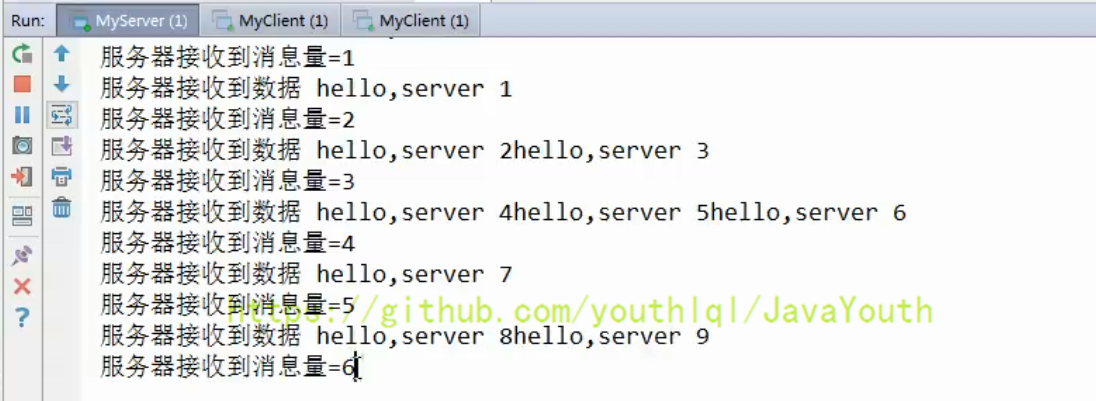 Run: MyServer (1) MyClient (1) MyClient (1)
服务器接收到消息量=1
服务器接收到数据 hello,server 1
服务器接收到消息量=2
服务器接收到数据 hello,server 2hello,server 3
服务器接收到消息量=3
服务器接收到数据 hello,server 4hello,server 5hello,server 6
服务器接收到消息量=4
服务器接收到数据 hello,server 7
服务器接收到消息量=5
https://github.com/youthlql/JavaYouth
服务器接收到数据 hello,server 8hello,server 9
服务器接收到消息量=6